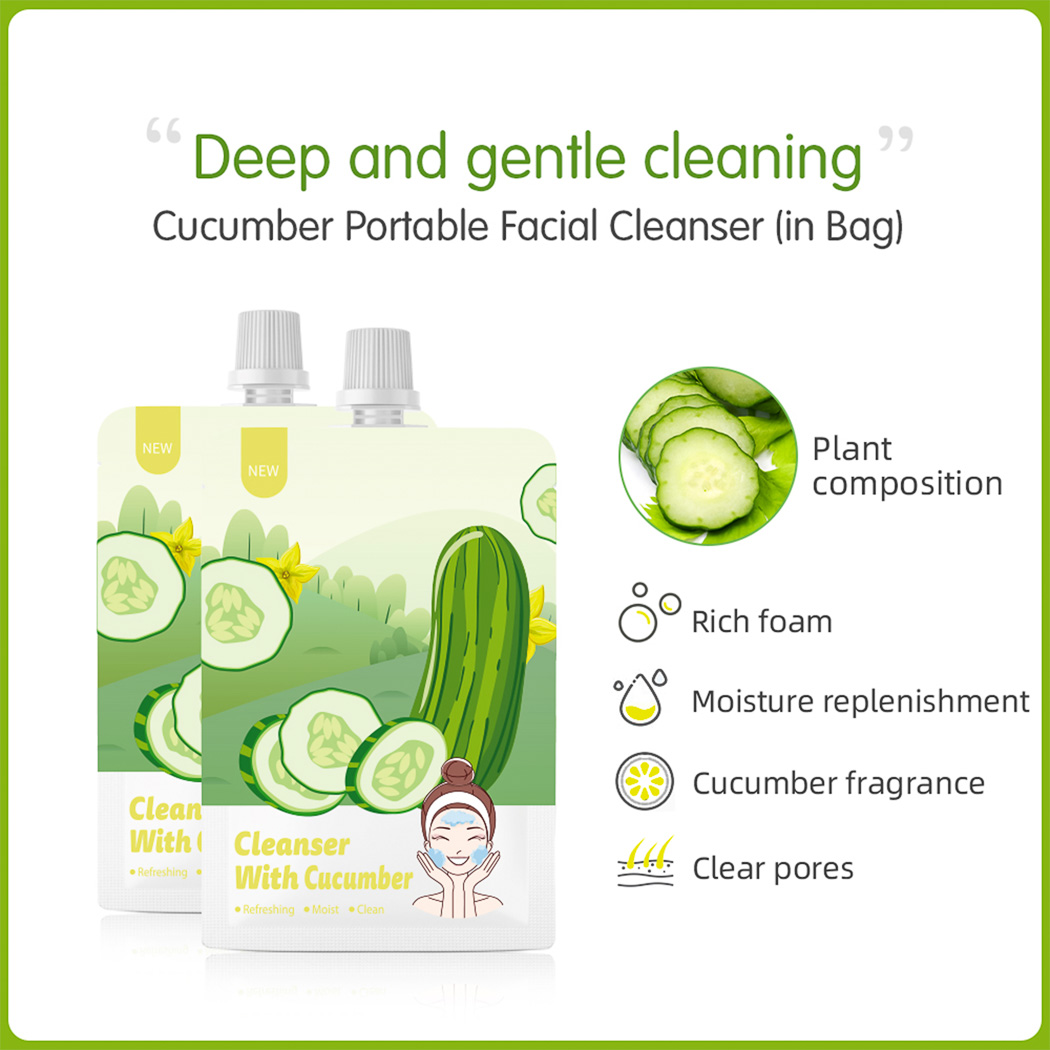 “ Deep and gentle cleaning ”
Cucumber Portable Facial Cleanser (in Bag)
NEW
NEW
Plant
composition
Rich foam
Moisture replenishment
Cucumber fragrance
Clear pores
Clean
With C
• Refreshing •
Cleanser
With Cucumber
• Refreshing • Moist • Clean